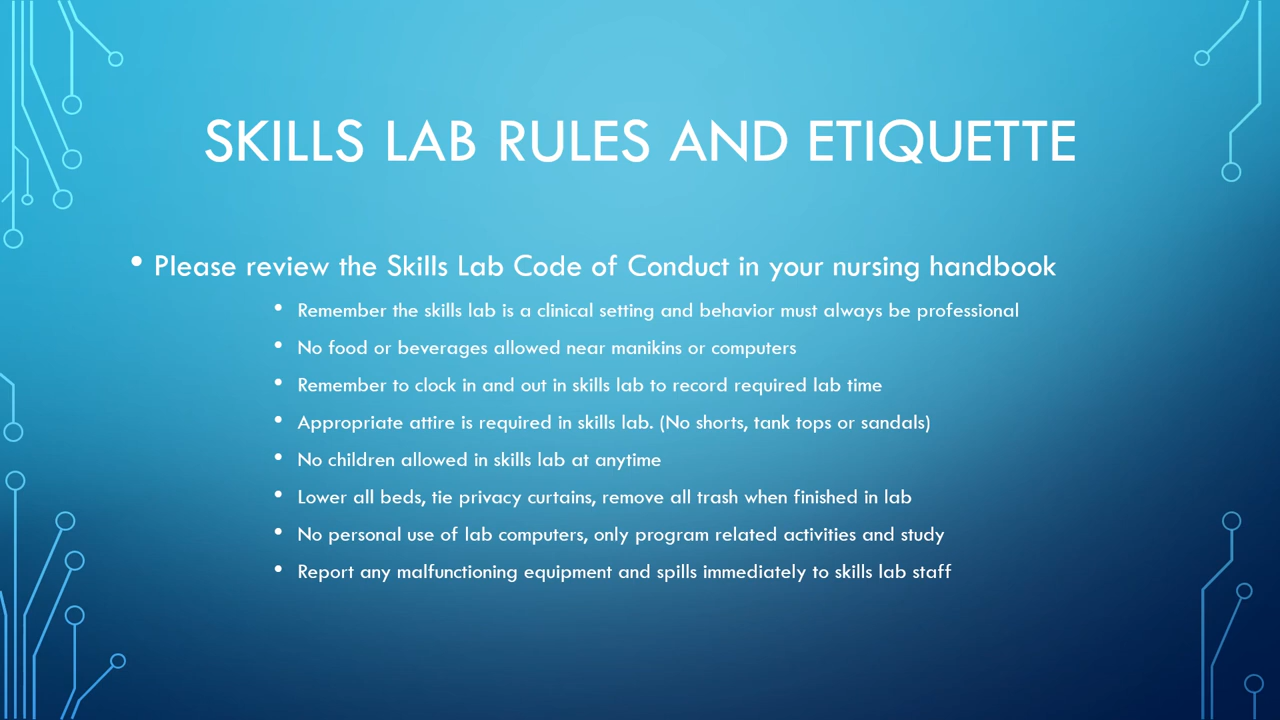 SKILLS LAB RULES AND ETIQUETTE
• Please review the Skills Lab Code of Conduct in your nursing handbook
• Remember the skills lab is a clinical setting and behavior must always be professional
• No food or beverages allowed near manikins or computers
• Remember to clock in and out in skills lab to record required lab time
• Appropriate attire is required in skills lab. (No shorts, tank tops or sandals)
• No children allowed in skills lab at anytime
• Lower all beds, tie privacy curtains, remove all trash when finished in lab
• No personal use of lab computers, only program related activities and study
• Report any malfunctioning equipment and spills immediately to skills lab staff